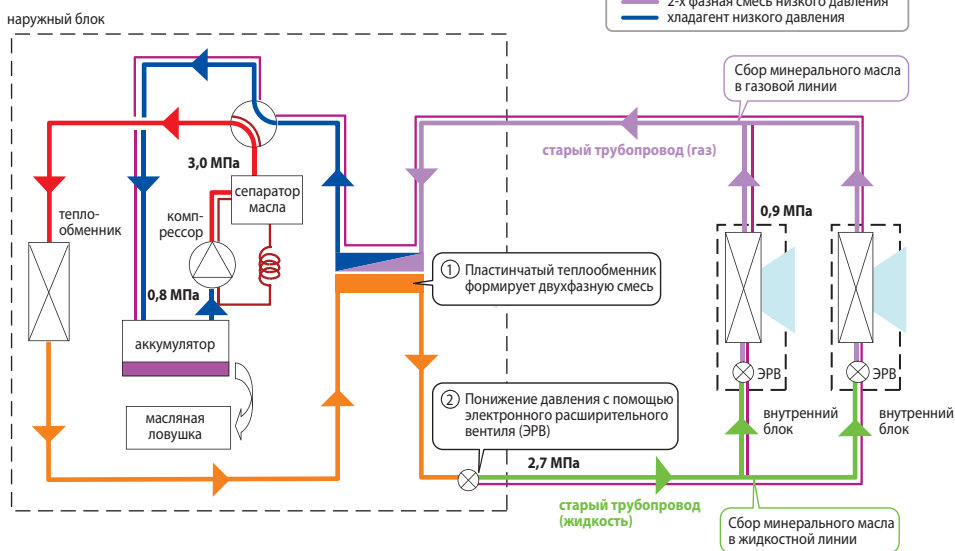 2-х фазная смесь низкого давления
хладагент низкого давления
наружный блок
Сбор минерального масла
в газовой линии
старый трубопровод (газ)
3,0 МПа
сепаратор
масла
тепло-
обменник
комп-
рессор
0,9 МПа
1 Пластинчатый теплообменник
формирует двухфазную смесь
0,8 МПа
аккумулятор
ЭРВ
ЭРВ
2 Понижение давления с помощью
электронного расширительного
вентиля (ЭРВ)
масляная
ловушка
внутренний
блок
внутренний
блок
2,7 МПа
старый трубопровод
(жидкость)
Сбор минерального масла
в жидкостной линии